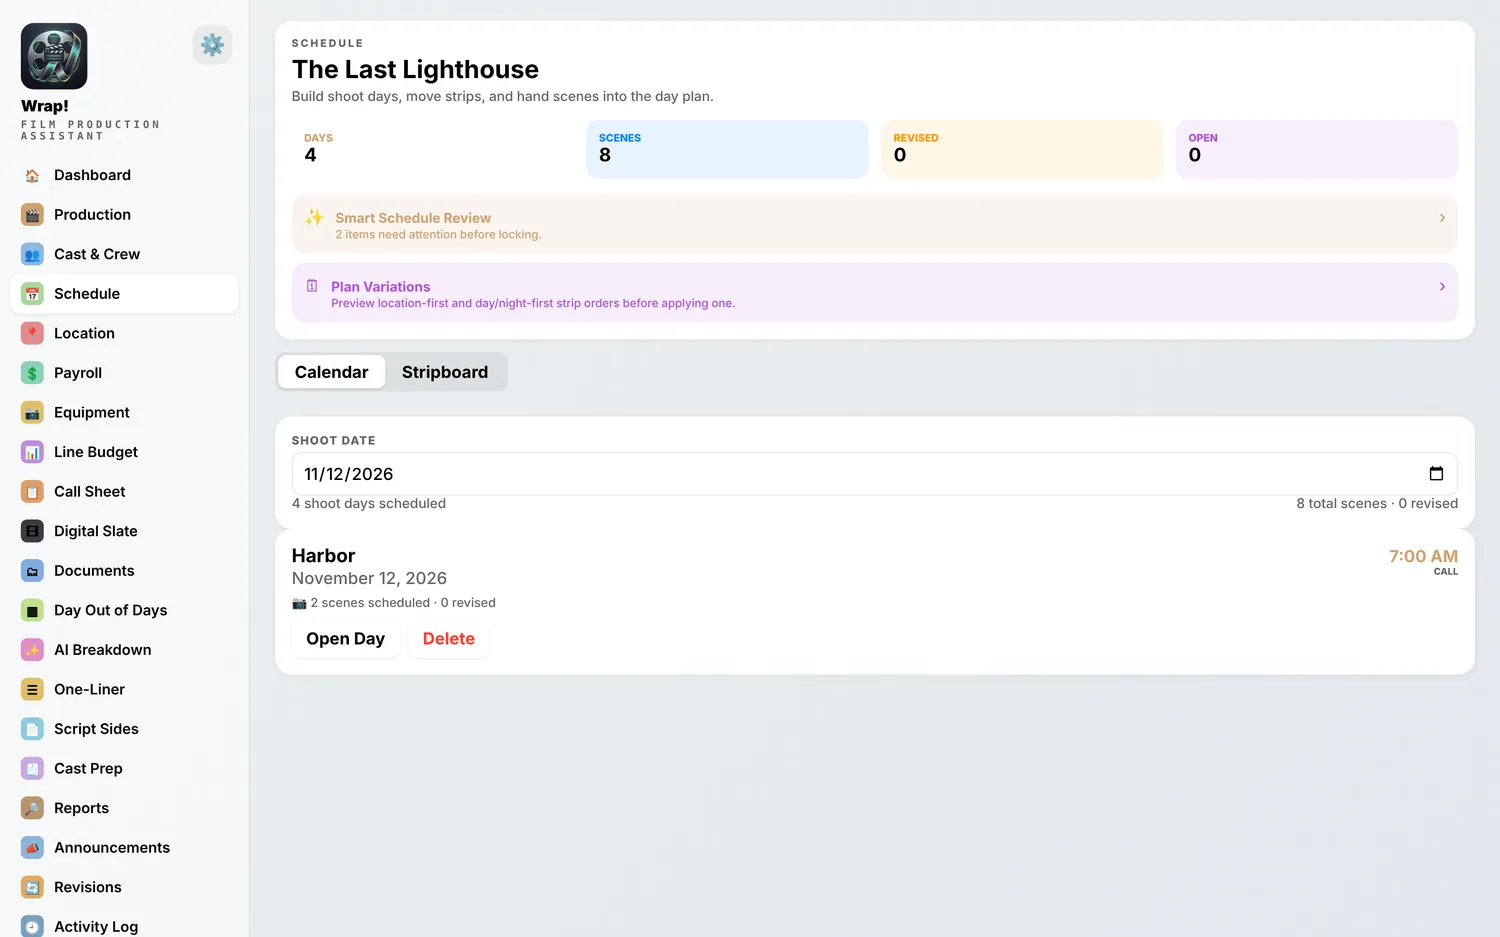 Wrap!
FILM PRODUCTION
ASSISTANT
Dashboard
Production
Cast & Crew
Schedule
Location
Payroll
Equipment
Line Budget
Call Sheet
Digital Slate
Documents
Day Out of Days
AI Breakdown
One-Liner
Script Sides
Cast Prep
Reports
Announcements
Revisions
Activity Log
SCHEDULE
The Last Lighthouse
Build shoot days, move strips, and hand scenes into the day plan.
DAYS
4
SCENES
8
REVISED
0
OPEN
0
Smart Schedule Review
2 items need attention before locking.
Plan Variations
Preview location-first and day/night-first strip orders before applying one.
Calendar
Stripboard
SHOOT DATE
11/12/2026
4 shoot days scheduled
8 total scenes · 0 revised
Harbor
7:00 AM
CALL
November 12, 2026
2 scenes scheduled · 0 revised
Open Day
Delete